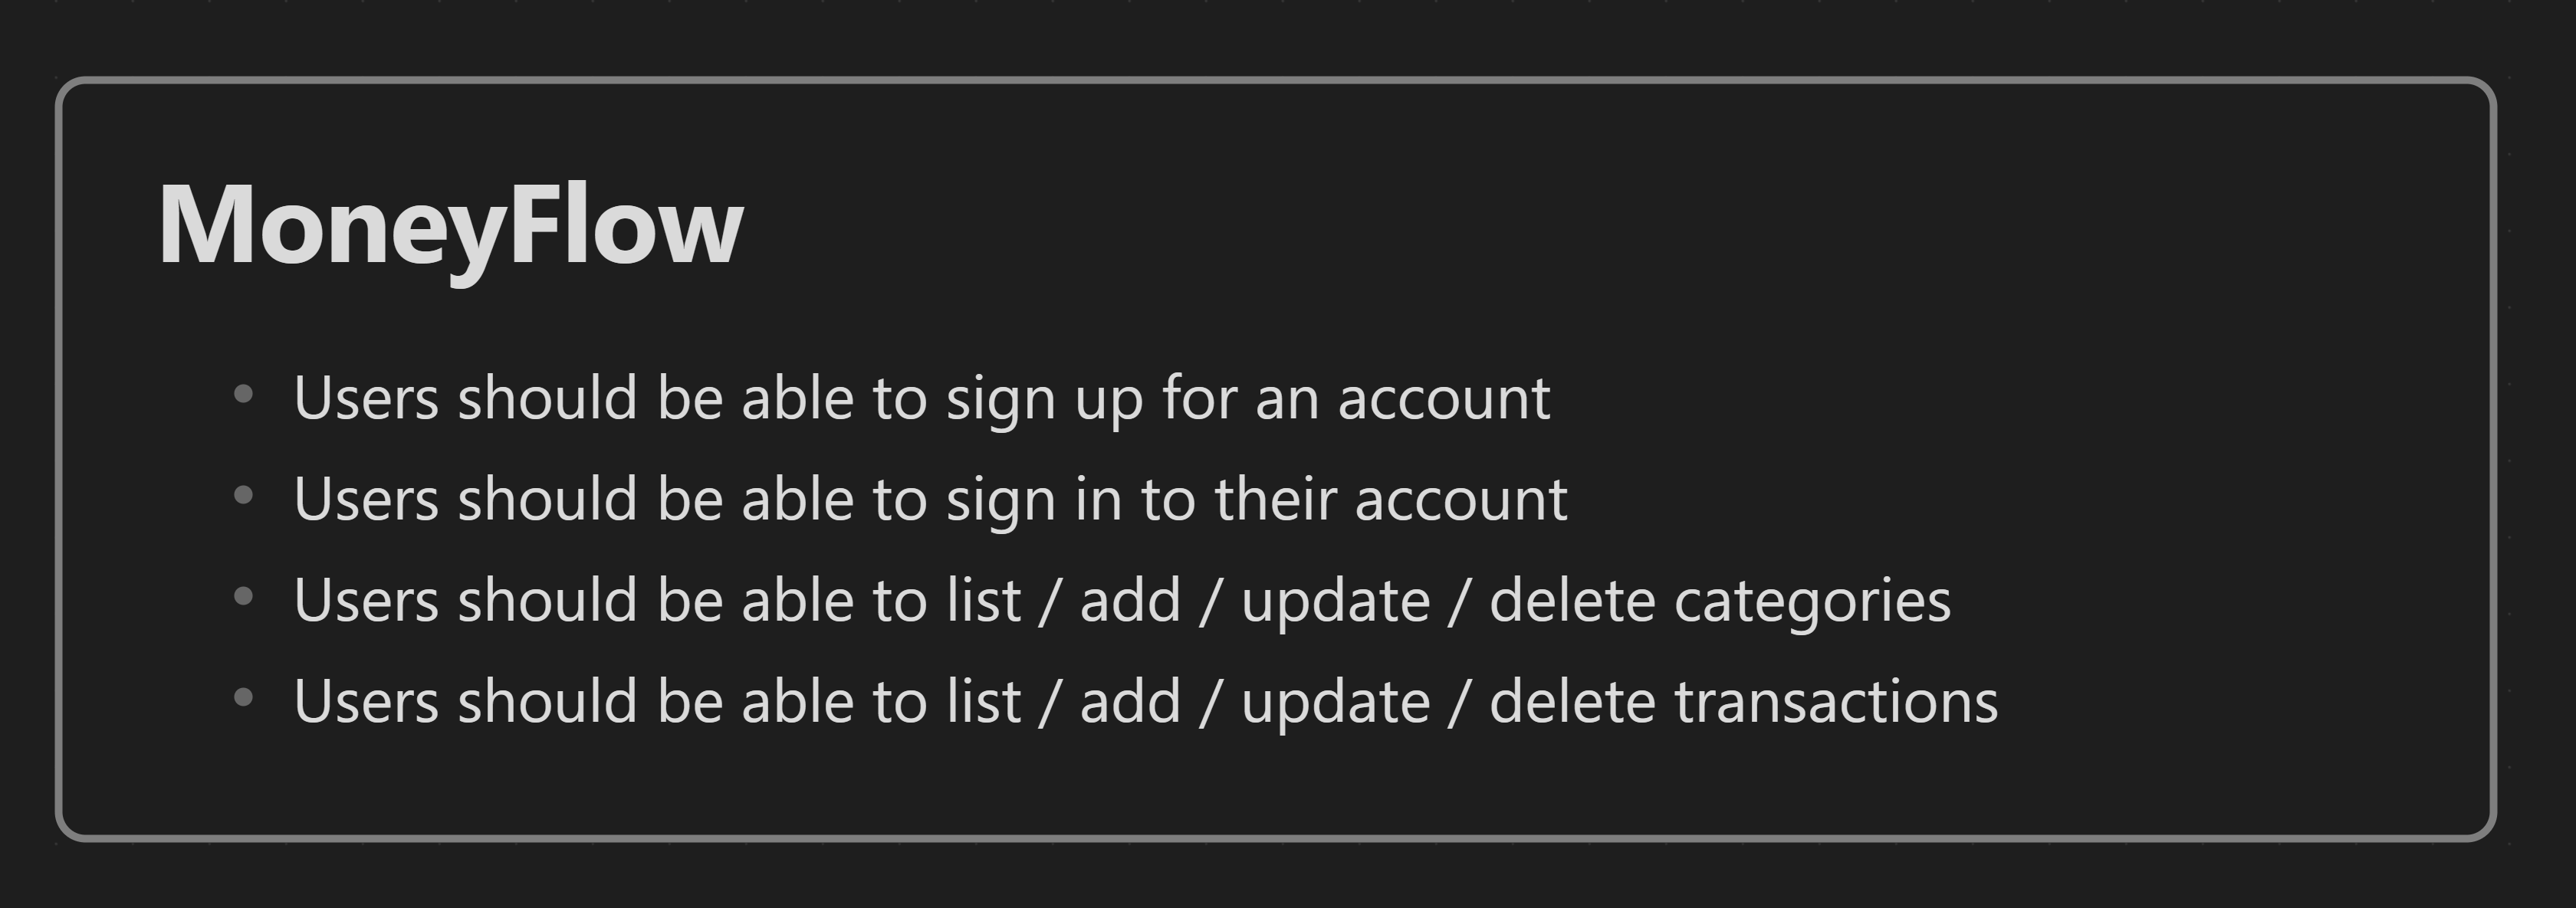 MoneyFlow
Users should be able to sign up for an account
Users should be able to sign in to their account
Users should be able to list / add / update / delete categories
Users should be able to list / add / update / delete transactions